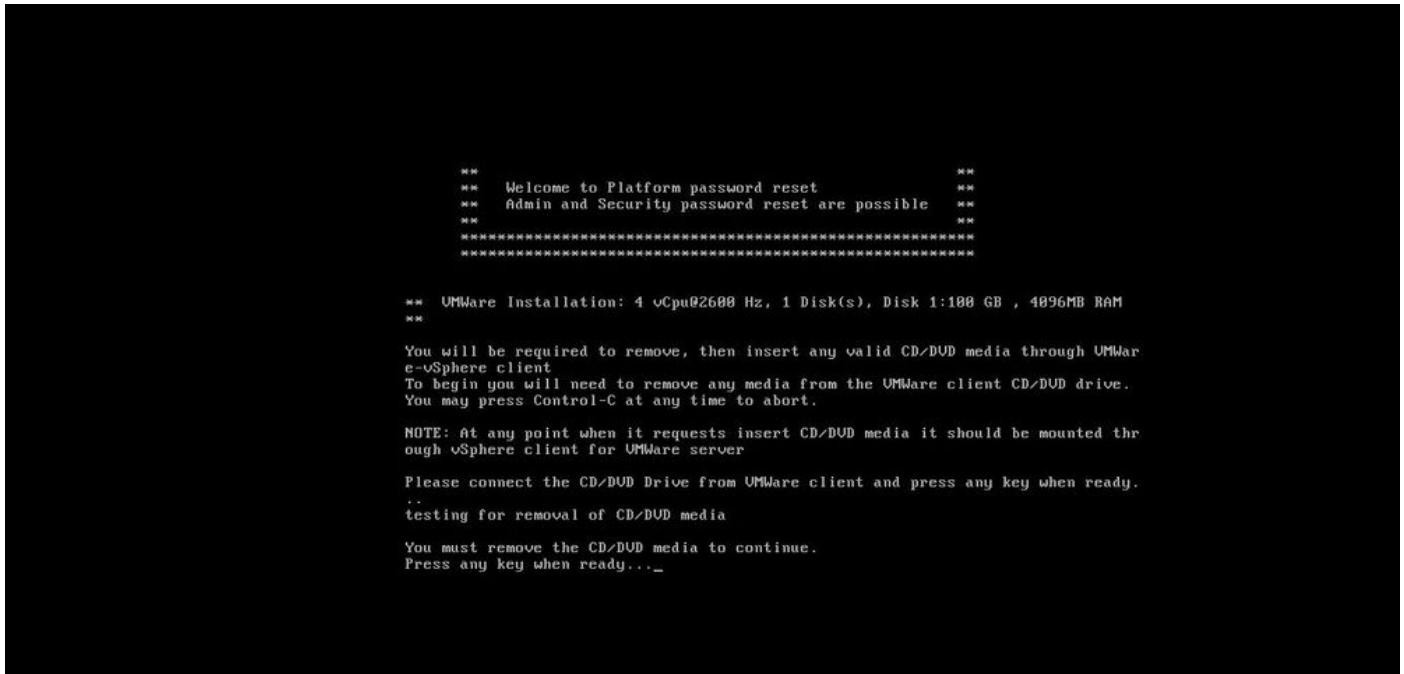 ** **
** Welcome to Platform password reset **
** Admin and Security password reset are possible **
** **
********************************************************
********************************************************
** VMWare Installation: 4 vCpu@2600 Hz, 1 Disk(s), Disk 1:100 GB , 4096MB RAM
**
You will be required to remove, then insert any valid CD/DVD media through VMWar
e-vSphere client
To begin you will need to remove any media from the VMWare client CD/DVD drive.
You may press Control-C at any time to abort.
NOTE: At any point when it requests insert CD/DVD media it should be mounted thr
ough vSphere client for VMWare server
Please connect the CD/DVD Drive from VMWare client and press any key when ready.
..
testing for removal of CD/DVD media
You must remove the CD/DVD media to continue.
Press any key when ready..._